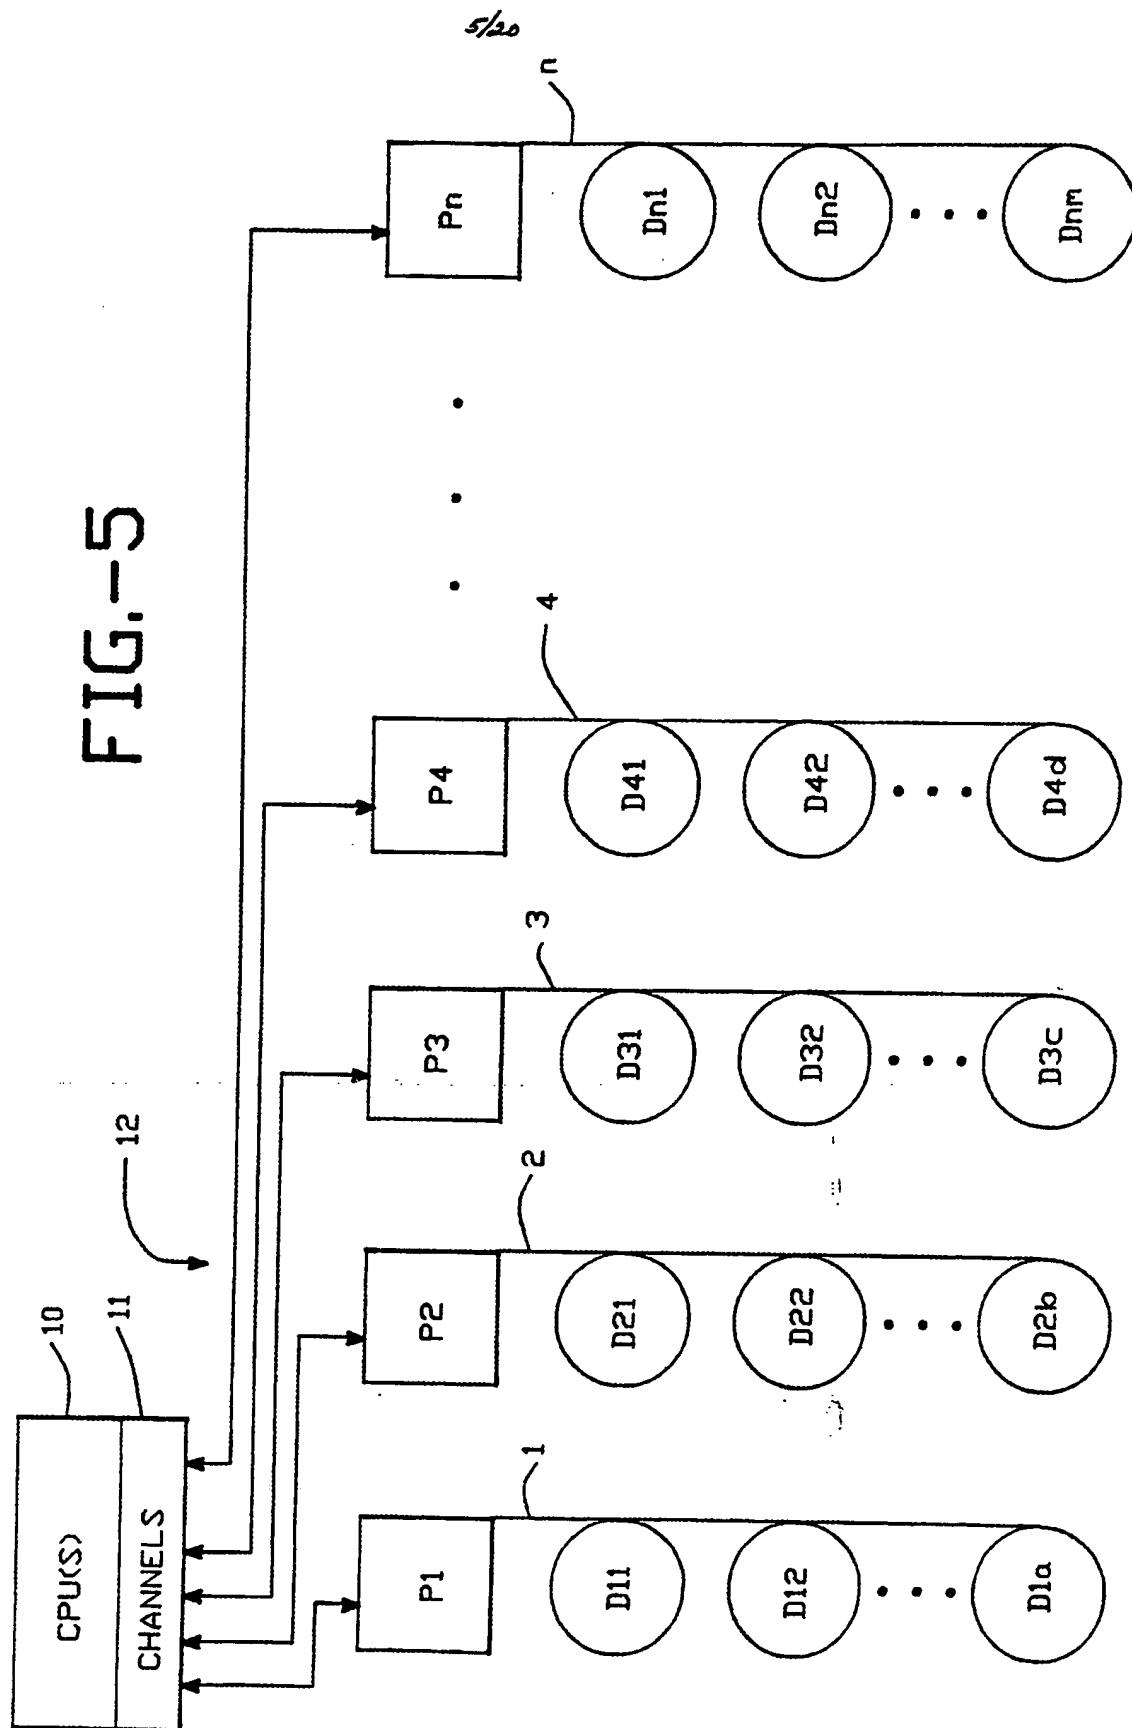 5/20
FIG.-5
CPU(S)
10
CHANNELS
11
12
P1
P2
P3
P4
Pn
1
2
3
4
n
D11
D21
D31
D41
Dn1
D12
D22
D32
D42
Dn2
D1a
D2b
D3c
D4d
Dnm